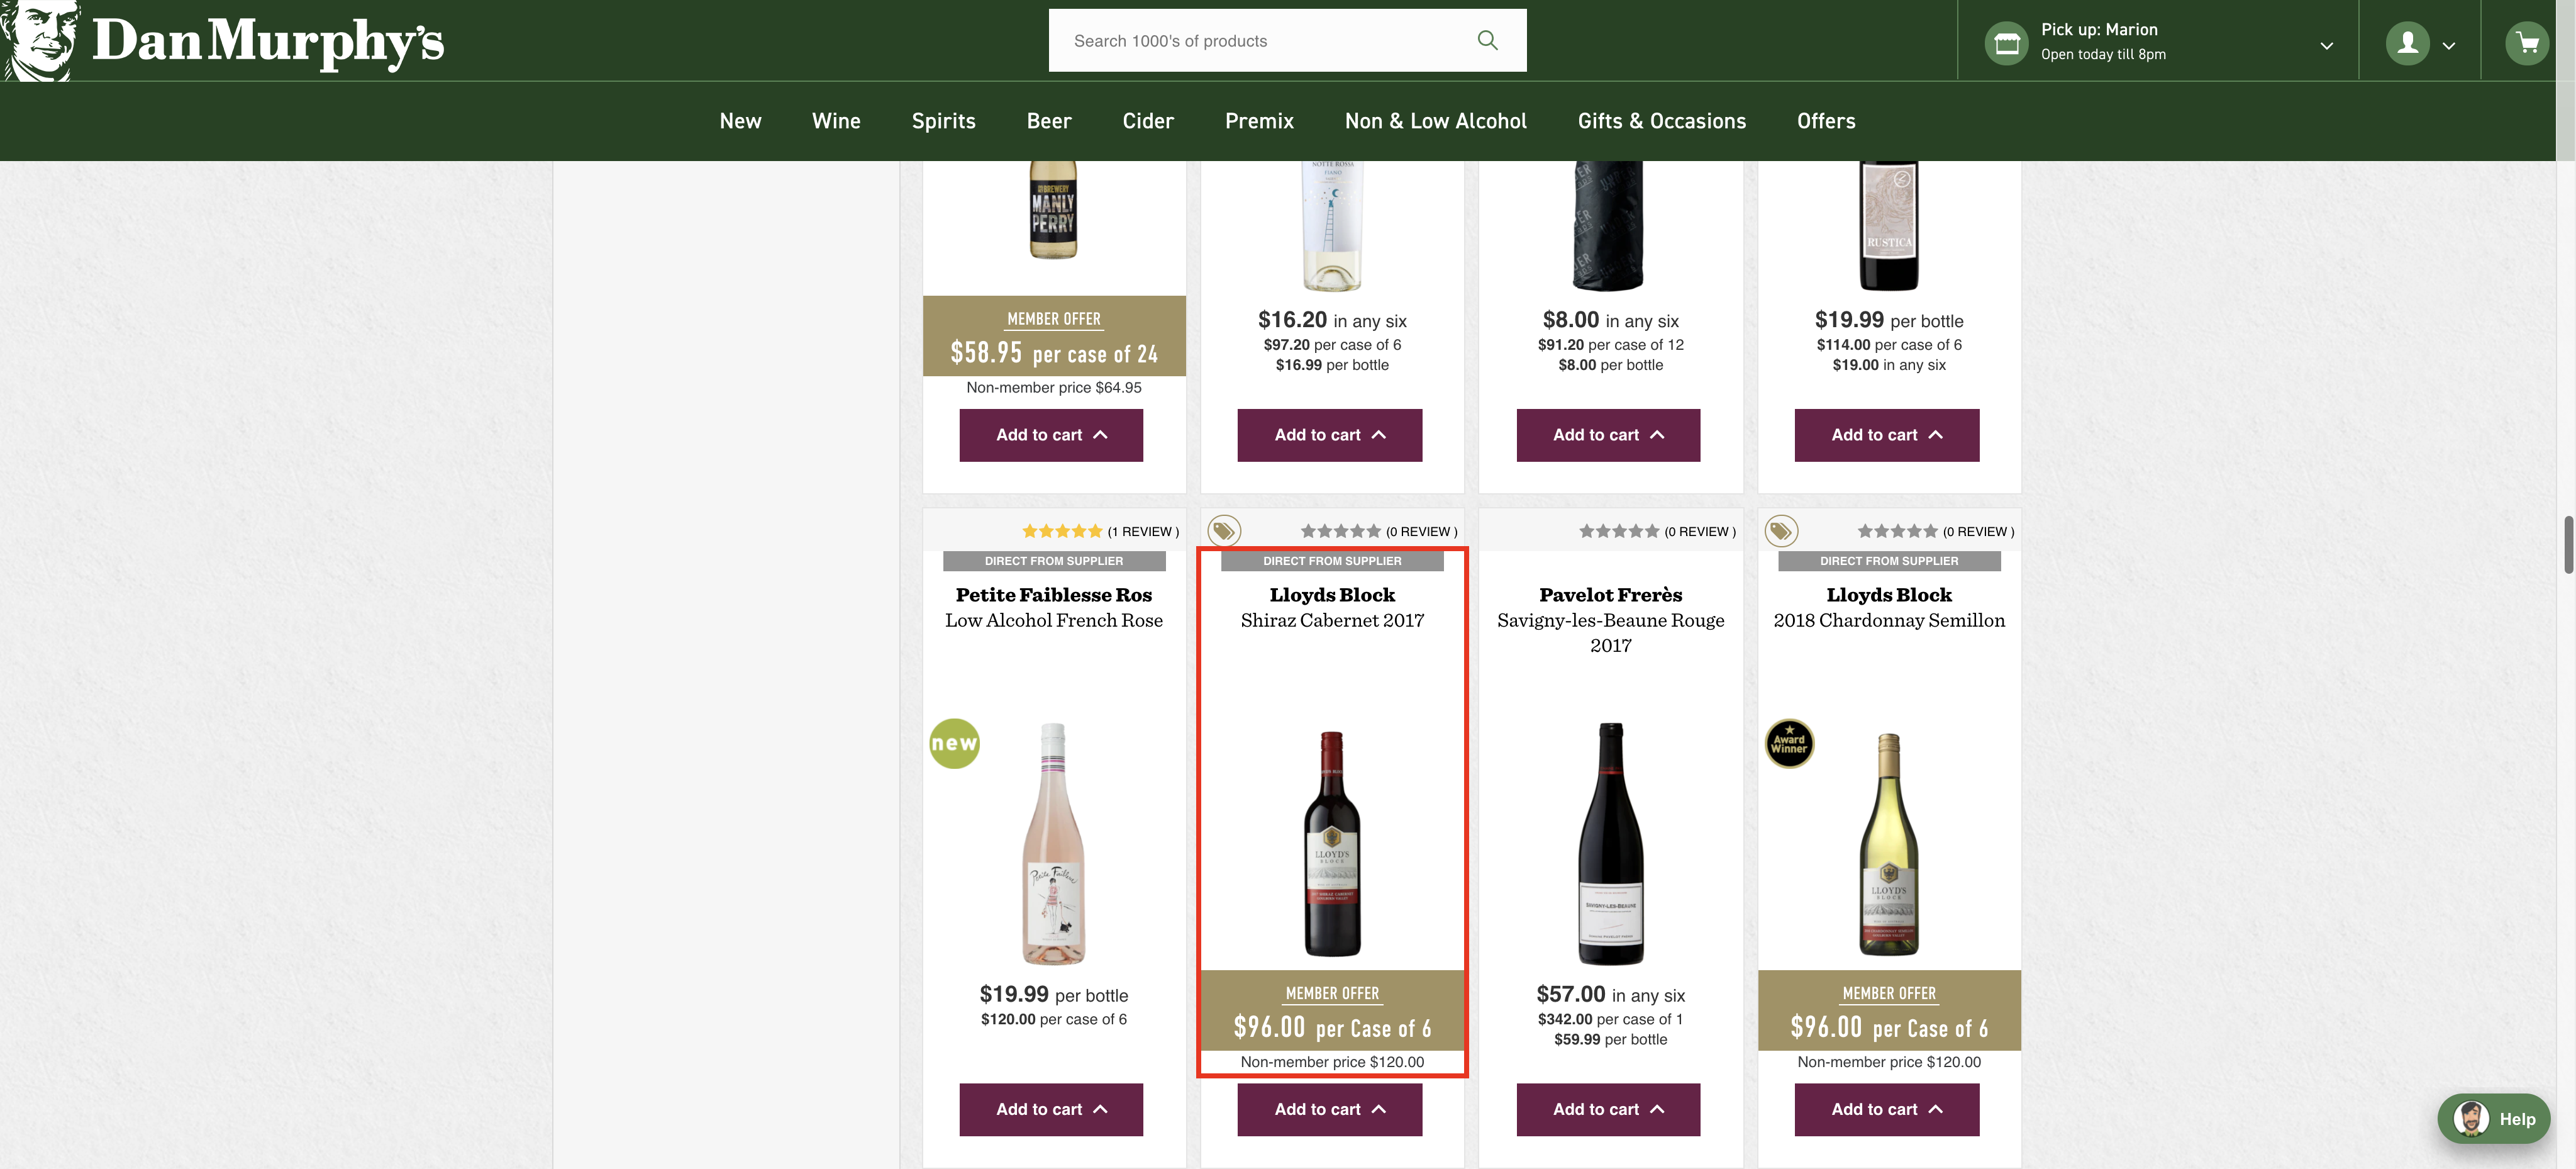 Dan Murphy's
Search 1000's of products
Pick up: Marion
Open today till 8pm
New Wine Spirits Beer Cider Premix Non & Low Alcohol Gifts & Occasions Offers
BREWERY
MANLY
PERRY
MEMBER OFFER
$58.95 per case of 24
Non-member price $64.95
Add to cart
NOTTE ROSSA
FIANO
$16.20 in any six
$97.20 per case of 6
$16.99 per bottle
Add to cart
$8.00 in any six
$91.20 per case of 12
$8.00 per bottle
Add to cart
RUSTICA
$19.99 per bottle
$114.00 per case of 6
$19.00 in any six
Add to cart
(1 REVIEW )
DIRECT FROM SUPPLIER
Petite Faiblesse Ros
Low Alcohol French Rose
new
Petite Faiblesse
$19.99 per bottle
$120.00 per case of 6
Add to cart
(0 REVIEW )
DIRECT FROM SUPPLIER
Lloyds Block
Shiraz Cabernet 2017
LLOYD'S
BLOCK
MEMBER OFFER
$96.00 per Case of 6
Non-member price $120.00
Add to cart
(0 REVIEW )
Pavelot Frerès
Savigny-les-Beaune Rouge
2017
SAVIGNY-LES-BEAUNE
$57.00 in any six
$342.00 per case of 1
$59.99 per bottle
Add to cart
(0 REVIEW )
DIRECT FROM SUPPLIER
Lloyds Block
2018 Chardonnay Semillon
Award
Winner
LLOYD'S
BLOCK
MEMBER OFFER
$96.00 per Case of 6
Non-member price $120.00
Add to cart
Help